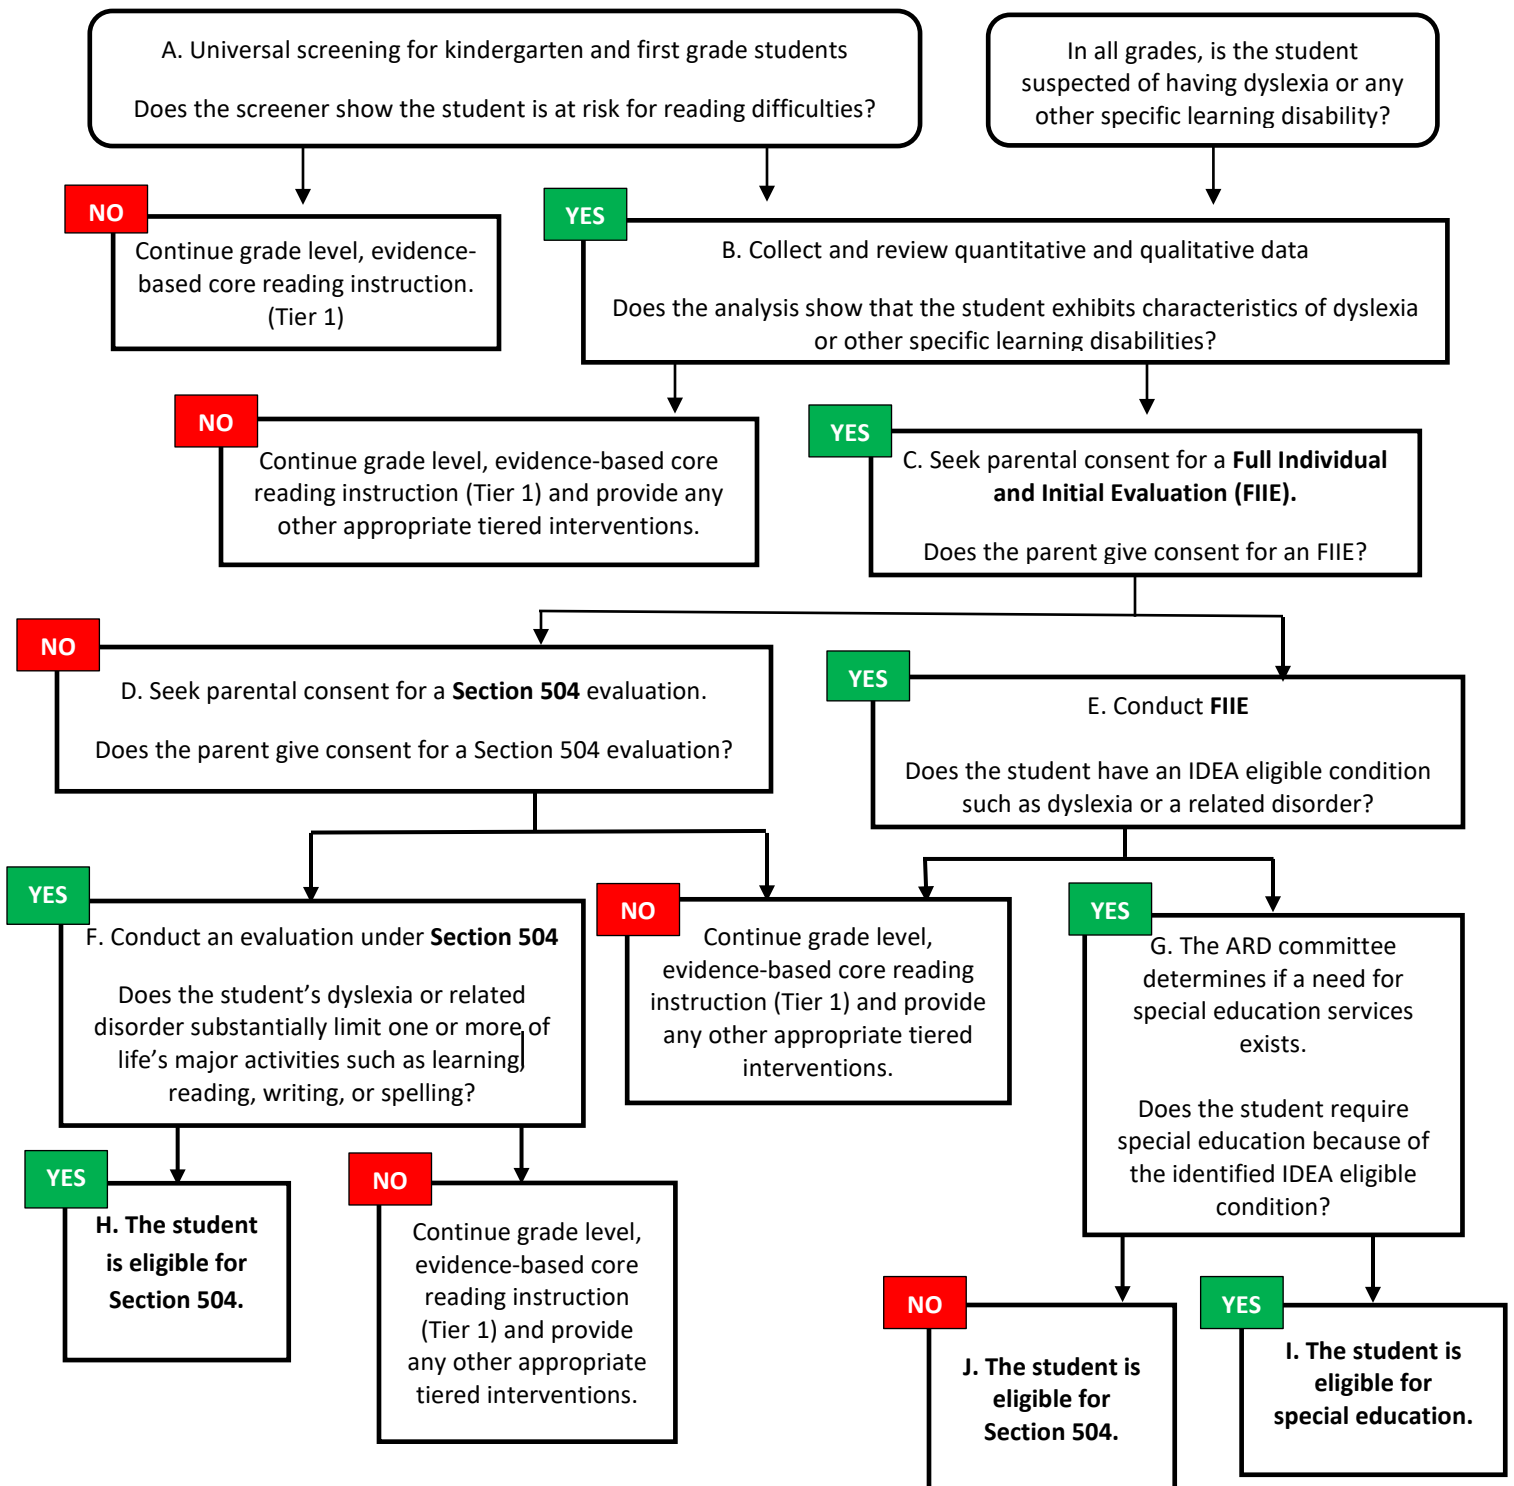 A. Universal screening for kindergarten and first grade students
Does the screener show the student is at risk for reading difficulties?
In all grades, is the student
suspected of having dyslexia or any
other specific learning disability?
NO
Continue grade level, evidence-
based core reading instruction.
(Tier 1)
YES
B. Collect and review quantitative and qualitative data
Does the analysis show that the student exhibits characteristics of dyslexia
or other specific learning disabilities?
NO
Continue grade level, evidence-based core
reading instruction (Tier 1) and provide any
other appropriate tiered interventions.
YES
C. Seek parental consent for a Full Individual
and Initial Evaluation (FIIE).
Does the parent give consent for an FIIE?
NO
D. Seek parental consent for a Section 504 evaluation.
Does the parent give consent for a Section 504 evaluation?
YES
E. Conduct FIIE
Does the student have an IDEA eligible condition
such as dyslexia or a related disorder?
YES
F. Conduct an evaluation under Section 504
Does the student’s dyslexia or related
disorder substantially limit one or more of
life’s major activities such as learning,
reading, writing, or spelling?
NO
Continue grade level,
evidence-based core reading
instruction (Tier 1) and provide
any other appropriate tiered
interventions.
YES
G. The ARD committee
determines if a need for
special education services
exists.
Does the student require
special education because of
the identified IDEA eligible
condition?
YES
H. The student
is eligible for
Section 504.
NO
Continue grade level,
evidence-based core
reading instruction
(Tier 1) and provide
any other appropriate
tiered interventions.
NO
J. The student is
eligible for
Section 504.
YES
I. The student is
eligible for
special education.